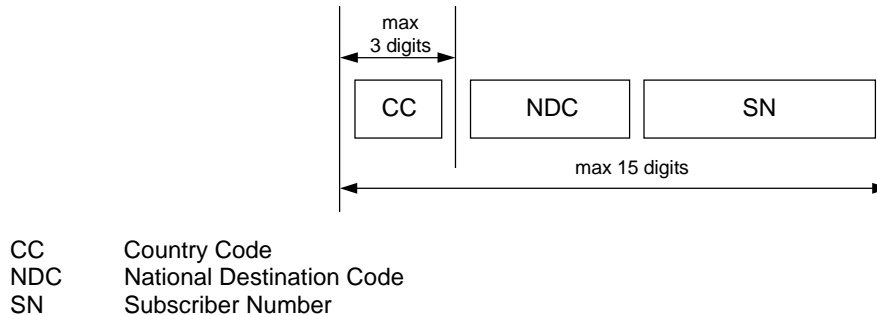 max
3 digits
CC NDC SN
max 15 digits
CC Country Code
NDC National Destination Code
SN Subscriber Number